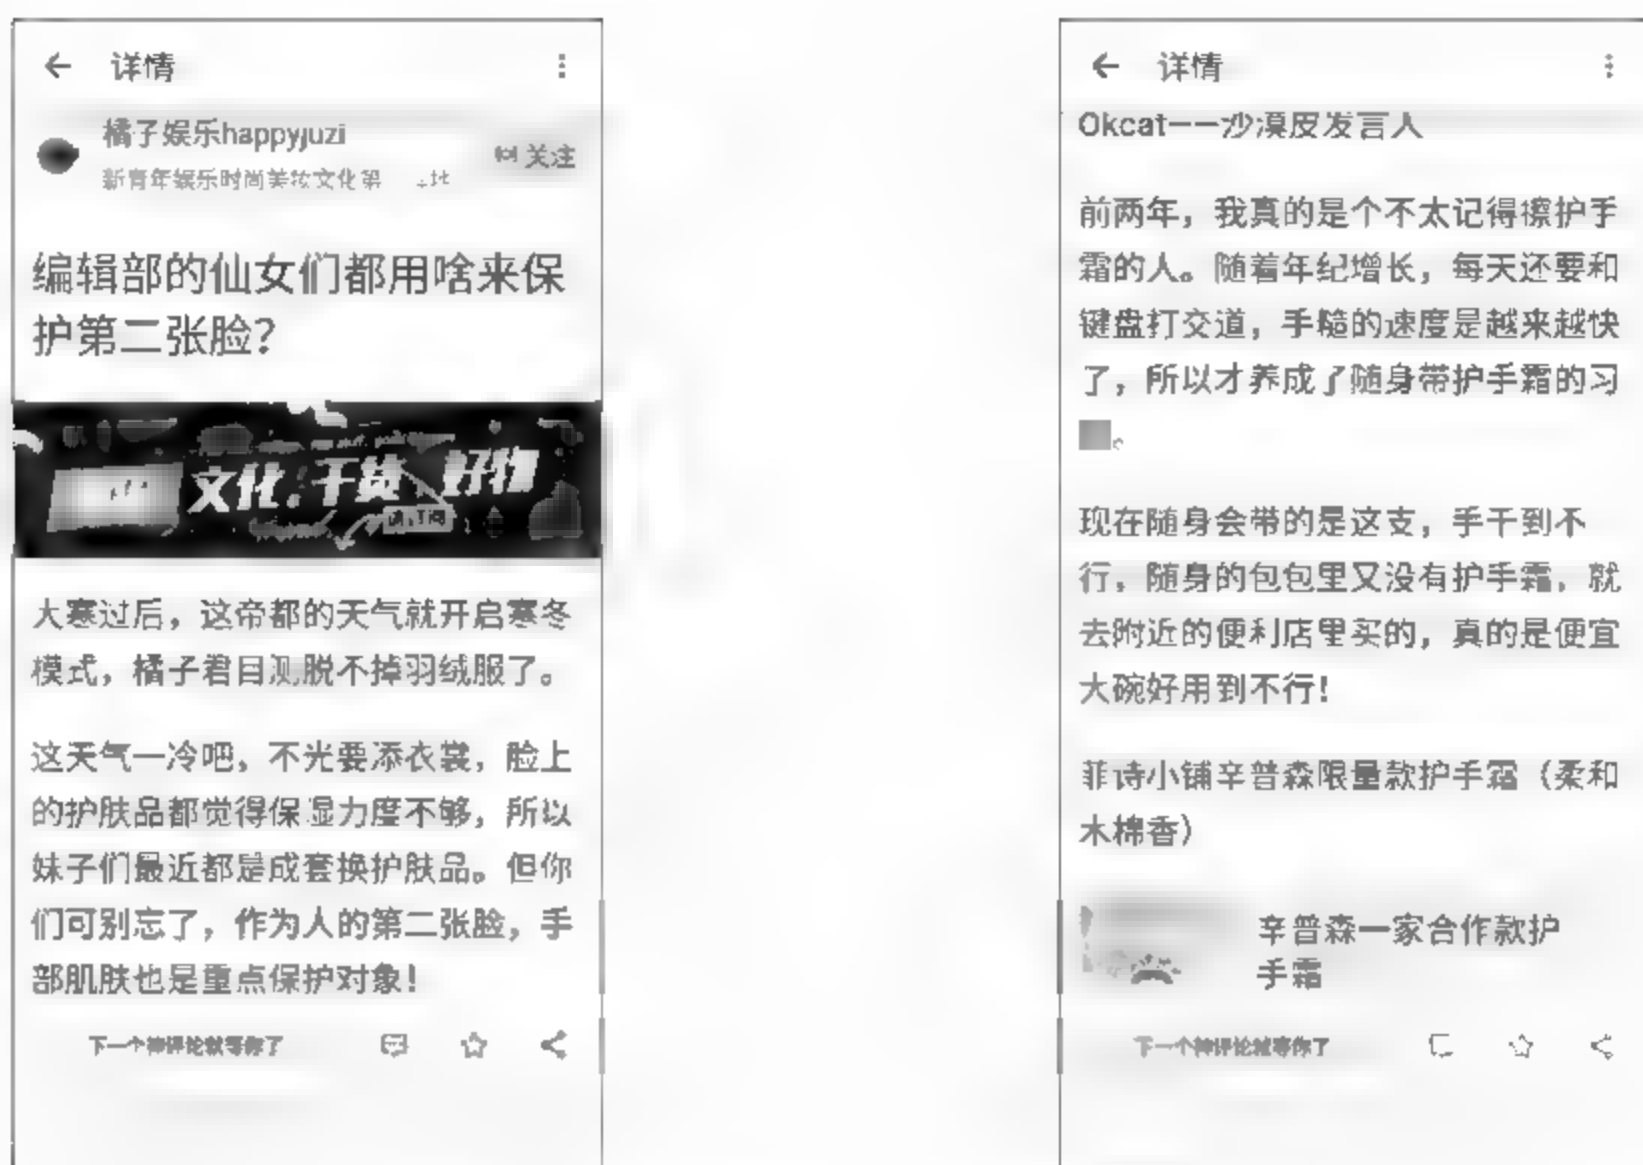 详情
橘子娱乐happyjuzi
关注
新青年娱乐时尚美妆文化第
编辑部的仙女们都用啥来保
护第二张脸？
文化 干货 好物
大寒过后，这帝都的天气就开启寒冬
模式，橘子君目测脱不掉羽绒服了。
这天气一冷吧，不光要添衣裳，脸上
的护肤品都觉得保湿力度不够，所以
妹子们最近都是成套换护肤品。但你
们可别忘了，作为人的第二张脸，手
部肌肤也是重点保护对象！
下一个神评论就等你了
详情
Okcat——沙漠皮发言人
前两年，我真的是个不太记得擦护手
霜的人。随着年纪增长，每天还要和
键盘打交道，手糙的速度是越来越快
了，所以才养成了随身带护手霜的习
现在随身会带的是这支，手干到不
行，随身的包包里又没有护手霜，就
去附近的便利店里买的，真的是便宜
大碗好用到不行！
菲诗小铺辛普森限量款护手霜（柔和
木棉香）
辛普森一家合作款护
手霜
下一个神评论就等你了